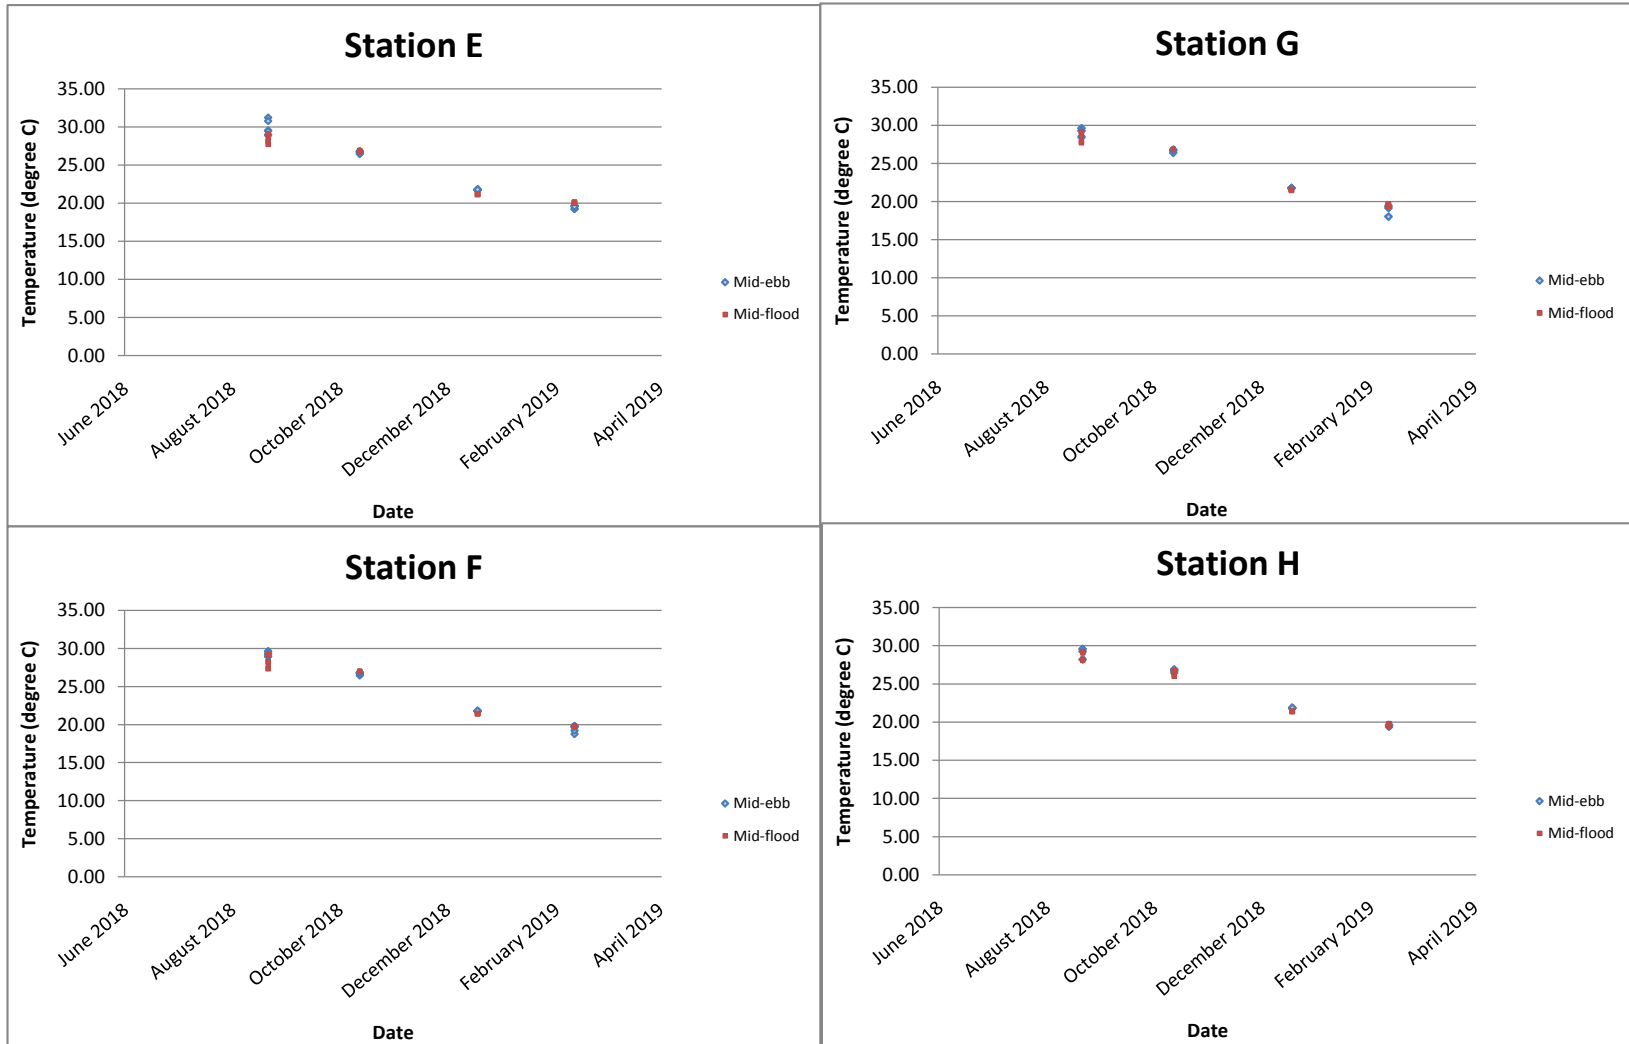 Station E
Temperature (degree C)
35.00
30.00
25.00
20.00
15.00
10.00
5.00
0.00
June 2018
August 2018
October 2018
December 2018
February 2019
April 2019
Date
Mid-ebb
Mid-flood
Station G
Temperature (degree C)
35.00
30.00
25.00
20.00
15.00
10.00
5.00
0.00
June 2018
August 2018
October 2018
December 2018
February 2019
April 2019
Date
Mid-ebb
Mid-flood
Station F
Temperature (degree C)
35.00
30.00
25.00
20.00
15.00
10.00
5.00
0.00
June 2018
August 2018
October 2018
December 2018
February 2019
April 2019
Date
Mid-ebb
Mid-flood
Station H
Temperature (degree C)
35.00
30.00
25.00
20.00
15.00
10.00
5.00
0.00
June 2018
August 2018
October 2018
December 2018
February 2019
April 2019
Date
Mid-ebb
Mid-flood